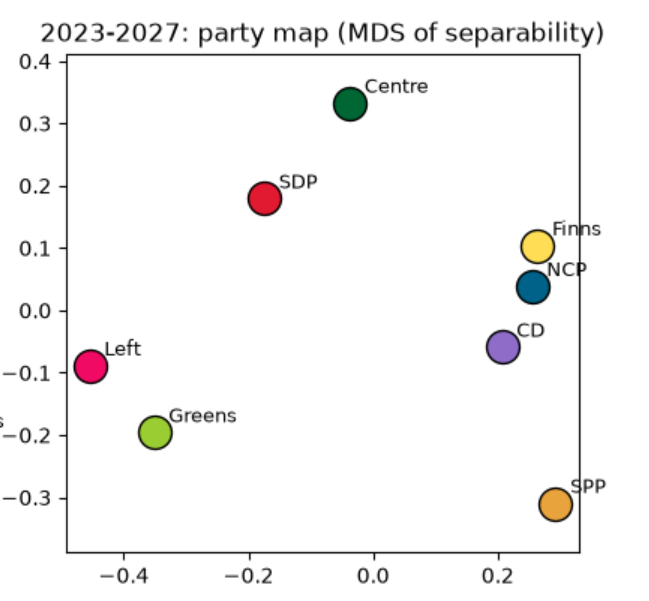 2023-2027: party map (MDS of separability)
0.4
Centre
0.3
SDP
0.2
Finns
0.1
NCP
0.0
CD
Left
−0.1
Greens
s
−0.2
SPP
−0.3
−0.4 −0.2 0.0 0.2